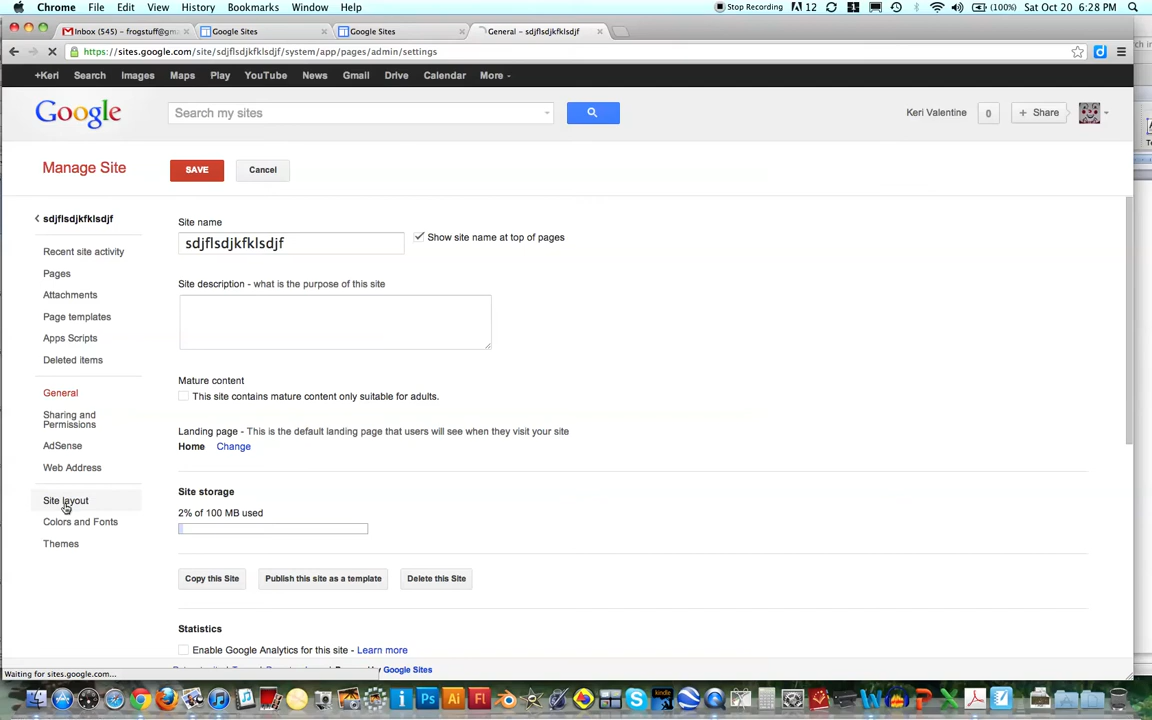 Chrome File Edit View History Bookmarks Window Help Stop Recording 12 (100%) Sat Oct 20 6:28 PM
Inbox (545) – frogstuff@gm Google Sites Google Sites General – sdjflsdjkfklsdjf
https://sites.google.com/site/sdjflsdjkfklsdjf/system/app/pages/admin/settings
+Keri Search Images Maps Play YouTube News Gmail Drive Calendar More
Google Search my sites Keri Valentine 0 + Share
Manage Site SAVE Cancel
sdjflsdjkfklsdjf
Recent site activity
Pages
Attachments
Page templates
Apps Scripts
Deleted items
General
Sharing and
Permissions
AdSense
Web Address
Site layout
Colors and Fonts
Themes
Site name
sdjflsdjkfklsdjf Show site name at top of pages
Site description - what is the purpose of this site
Mature content
This site contains mature content only suitable for adults.
Landing page - This is the default landing page that users will see when they visit your site
Home Change
Site storage
2% of 100 MB used
Copy this Site Publish this site as a template Delete this Site
Statistics
Enable Google Analytics for this site - Learn more
Google Sites
Waiting for sites.google.com...